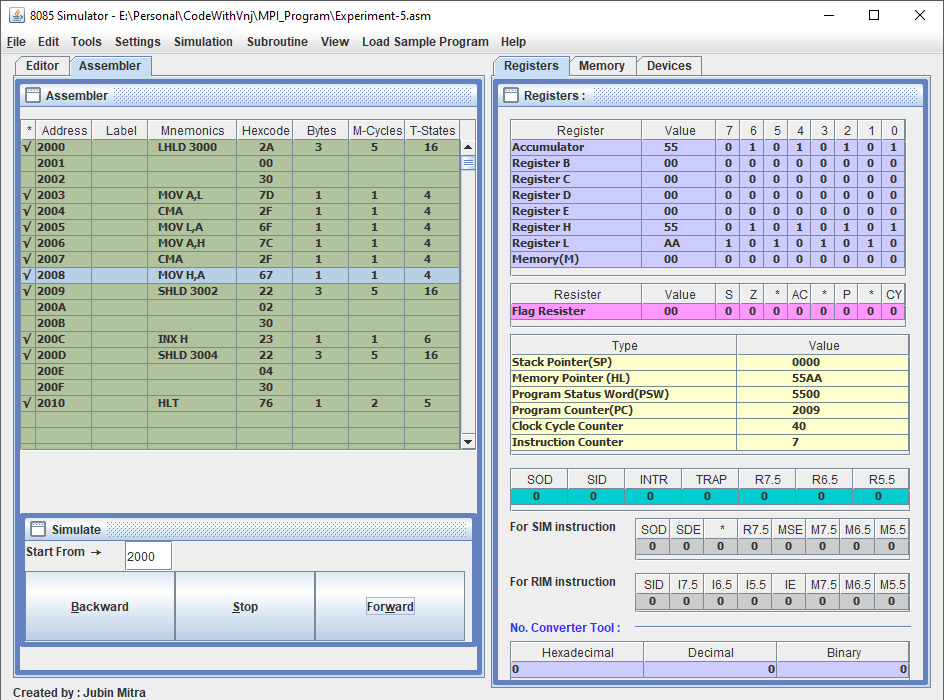 8085 Simulator - E:\Personal\CodeWithVnj\MPI_Program\Experiment-5.asm
File Edit Tools Settings Simulation Subroutine View Load Sample Program Help
Editor Assembler
Assembler
* Address Label Mnemonics Hexcode Bytes M-Cycles T-States
√ 2000 LHLD 3000 2A 3 5 16
2001 00
2002 30
√ 2003 MOV A,L 7D 1 1 4
√ 2004 CMA 2F 1 1 4
√ 2005 MOV L,A 6F 1 1 4
√ 2006 MOV A,H 7C 1 1 4
√ 2007 CMA 2F 1 1 4
√ 2008 MOV H,A 67 1 1 4
√ 2009 SHLD 3002 22 3 5 16
200A 02
200B 30
√ 200C INX H 23 1 1 6
√ 200D SHLD 3004 22 3 5 16
200E 04
200F 30
√ 2010 HLT 76 1 2 5
Simulate
Start From → 2000
Backward Stop Forward
Created by : Jubin Mitra
Registers Memory Devices
Registers :
Register Value 7 6 5 4 3 2 1 0
Accumulator 55 0 1 0 1 0 1 0 1
Register B 00 0 0 0 0 0 0 0 0
Register C 00 0 0 0 0 0 0 0 0
Register D 00 0 0 0 0 0 0 0 0
Register E 00 0 0 0 0 0 0 0 0
Register H 55 0 1 0 1 0 1 0 1
Register L AA 1 0 1 0 1 0 1 0
Memory(M) 00 0 0 0 0 0 0 0 0
Resister Value S Z * AC * P * CY
Flag Resister 00 0 0 0 0 0 0 0 0
Type Value
Stack Pointer(SP) 0000
Memory Pointer (HL) 55AA
Program Status Word(PSW) 5500
Program Counter(PC) 2009
Clock Cycle Counter 40
Instruction Counter 7
SOD SID INTR TRAP R7.5 R6.5 R5.5
0 0 0 0 0 0 0
For SIM instruction
SOD SDE * R7.5 MSE M7.5 M6.5 M5.5
0 0 0 0 0 0 0 0
For RIM instruction
SID I7.5 I6.5 I5.5 IE M7.5 M6.5 M5.5
0 0 0 0 0 0 0 0
No. Converter Tool :
Hexadecimal Decimal Binary
0 0 0